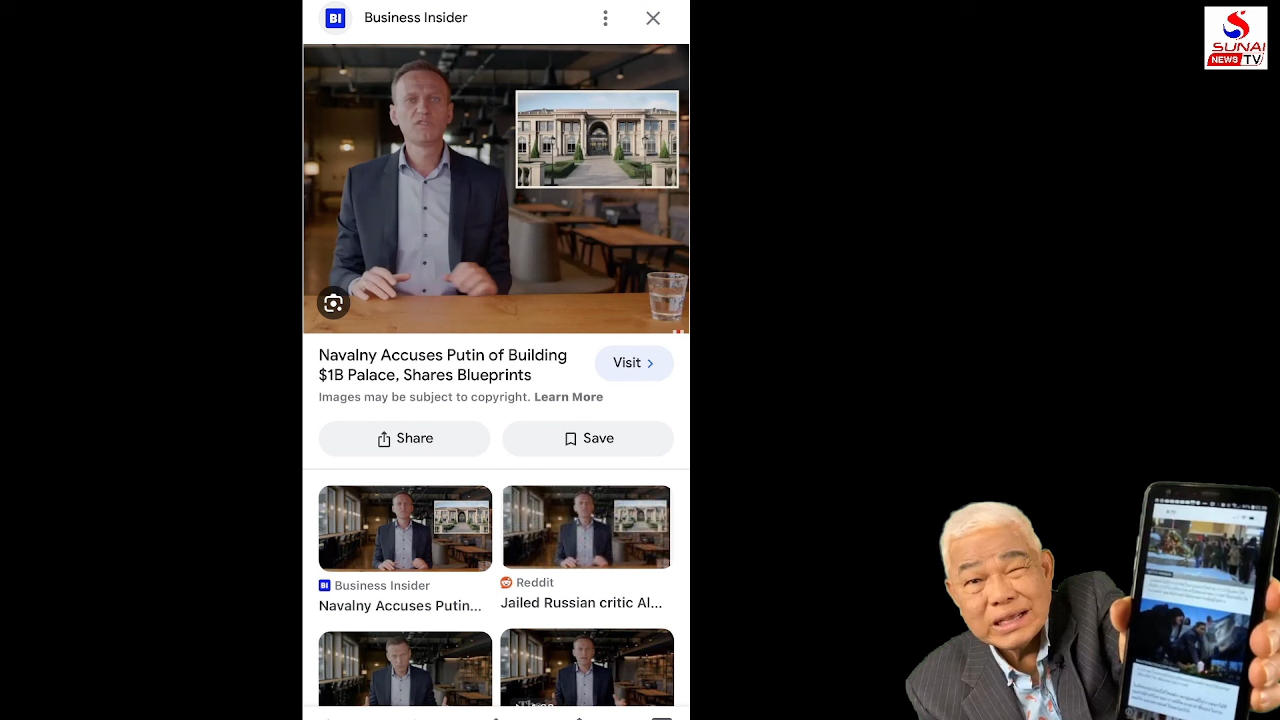 BI Business Insider
SUNAI
NEWS TV
Navalny Accuses Putin of Building
$1B Palace, Shares Blueprints
Visit
Images may be subject to copyright. Learn More
Share
Save
BI Business Insider
Navalny Accuses Putin...
Reddit
Jailed Russian critic Al...